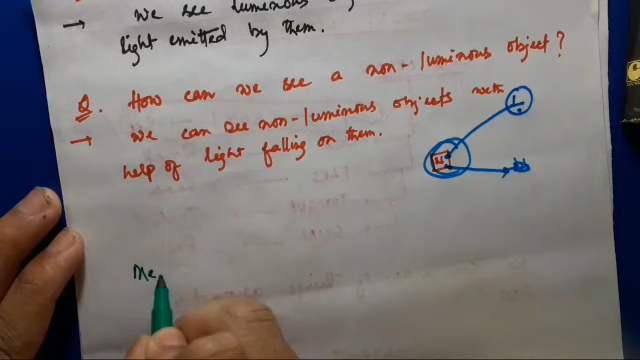 → we see luminous
light emitted by them.
Q. How can we see a non-luminous object?
→ we can see non-luminous objects with
help of light falling on them.
L
N
Me